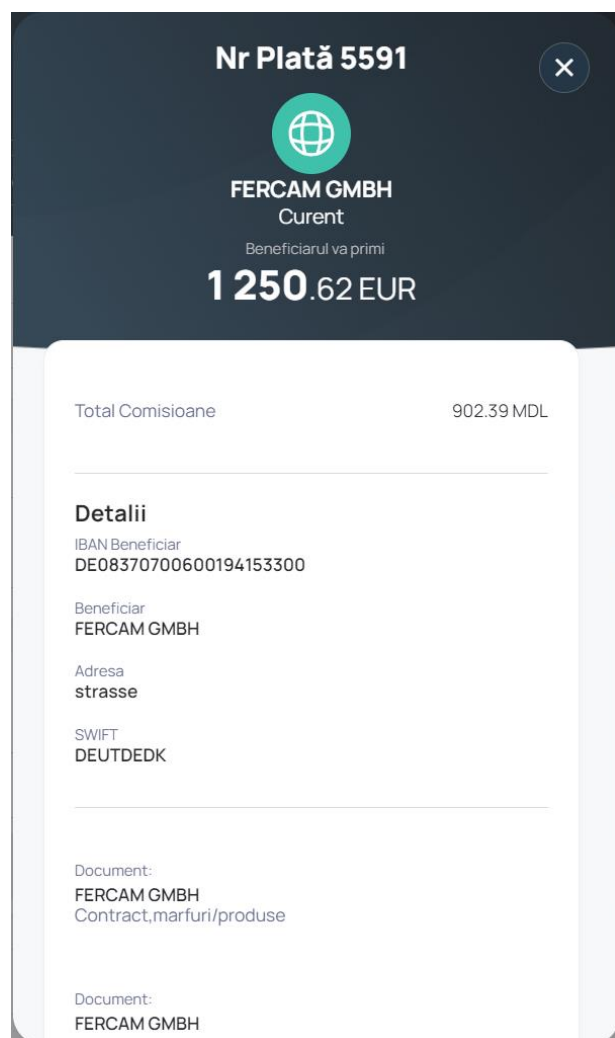 Nr Plată 5591
FERCAM GMBH
Curent
Beneficiarul va primi
1 250.62 EUR
Total Comisioane 902.39 MDL
Detalii
IBAN Beneficiar
DE08370700600194153300
Beneficiar
FERCAM GMBH
Adresa
strasse
SWIFT
DEUTDEDK
Document:
FERCAM GMBH
Contract,marfuri/produse
Document:
FERCAM GMBH